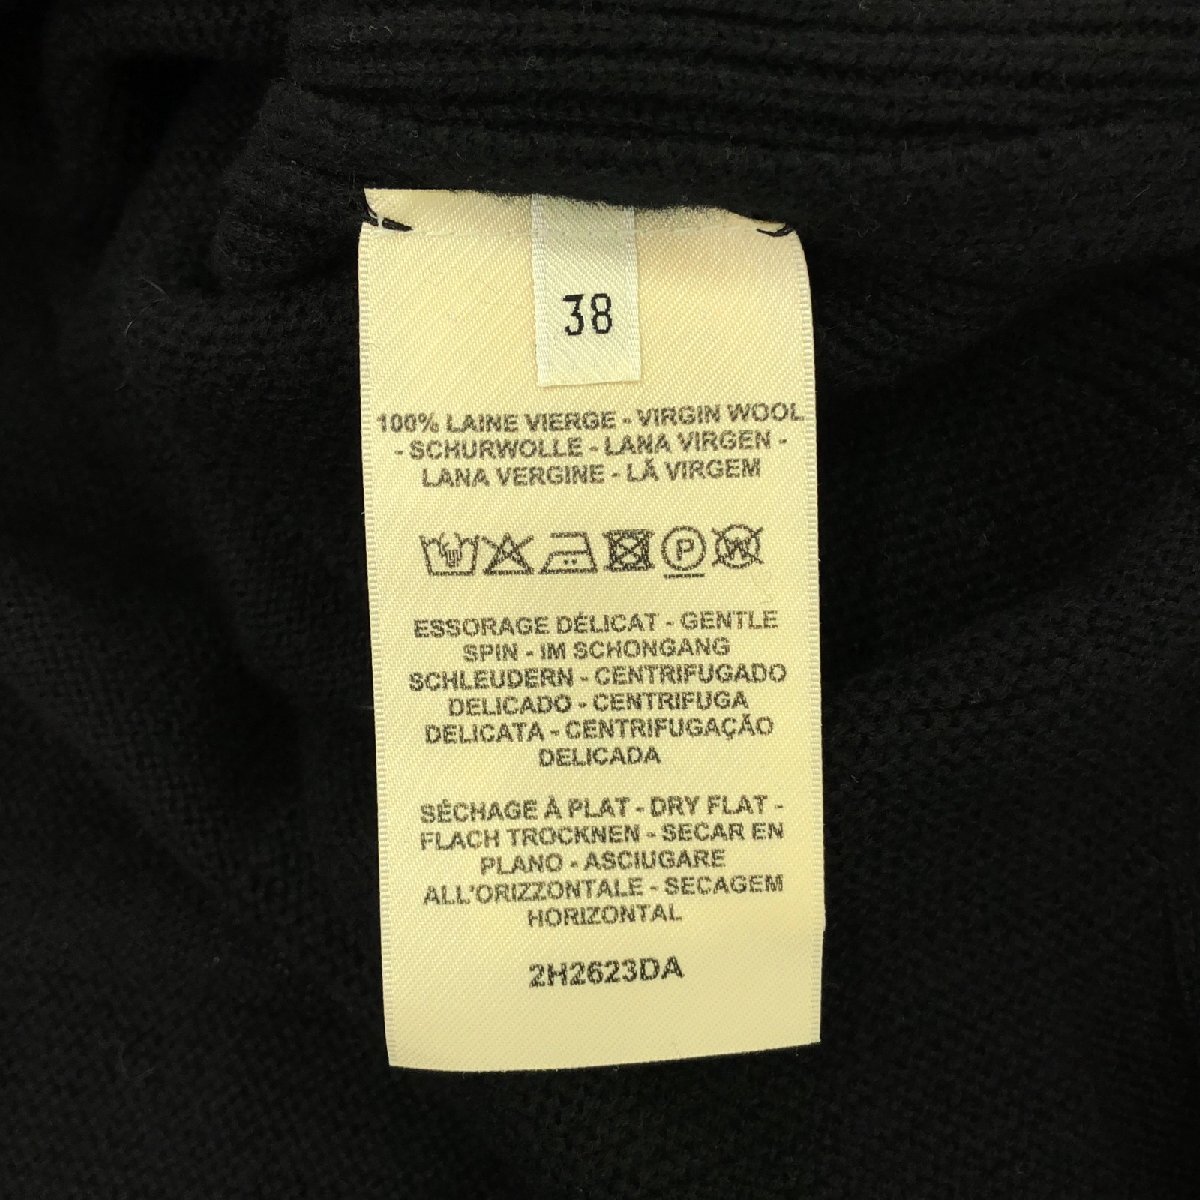 38
100% LAINE VIERGE - VIRGIN WOOL
- SCHURWOLLE - LANA VIRGEN -
LANA VERGINE - LÃ VIRGEM
P W
ESSORAGE DÉLICAT - GENTLE
SPIN - IM SCHONGANG
SCHLEUDERN - CENTRIFUGADO
DELICADO - CENTRIFUGA
DELICATA - CENTRIFUGAÇÃO
DELICADA
SÉCHAGE À PLAT - DRY FLAT -
FLACH TROCKNEN - SECAR EN
PLANO - ASCIUGARE
ALL'ORIZZONTALE - SECAGEM
HORIZONTAL
2H2623DA